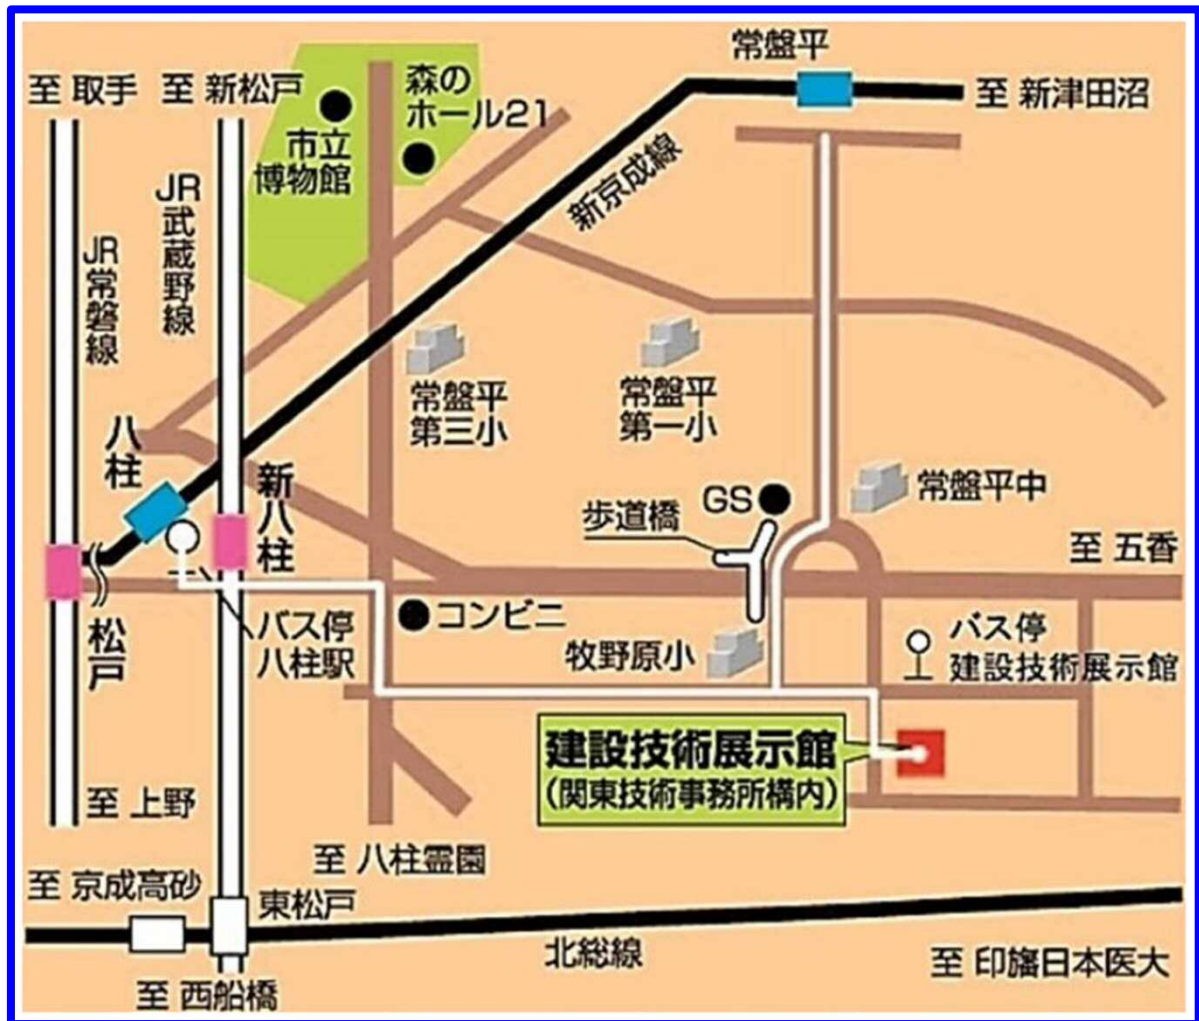 常盤平
至 取手
至 新松戸
森の
ホール21
至 新津田沼
市立
博物館
JR武蔵野線
新京成線
JR常磐線
常盤平
第三小
常盤平
第一小
八柱
新八柱
GS
常盤平中
歩道橋
至 五香
松戸
バス停
八柱駅
コンビニ
牧野原小
バス停
建設技術展示館
建設技術展示館
(関東技術事務所構内)
至 上野
至 八柱霊園
至 京成高砂
東松戸
北総線
至 印旛日本医大
至 西船橋